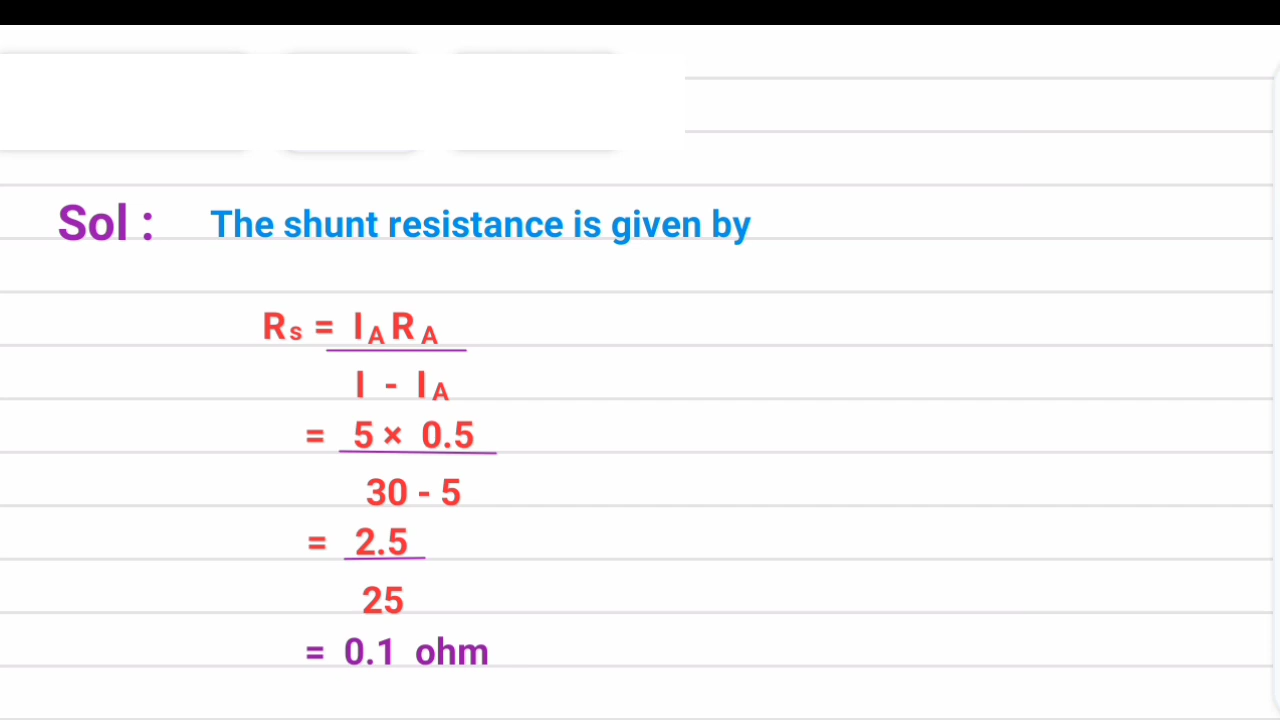 Sol : The shunt resistance is given by
Rs = IA RA
I - IA
= 5 × 0.5
30 - 5
= 2.5
25
= 0.1 ohm